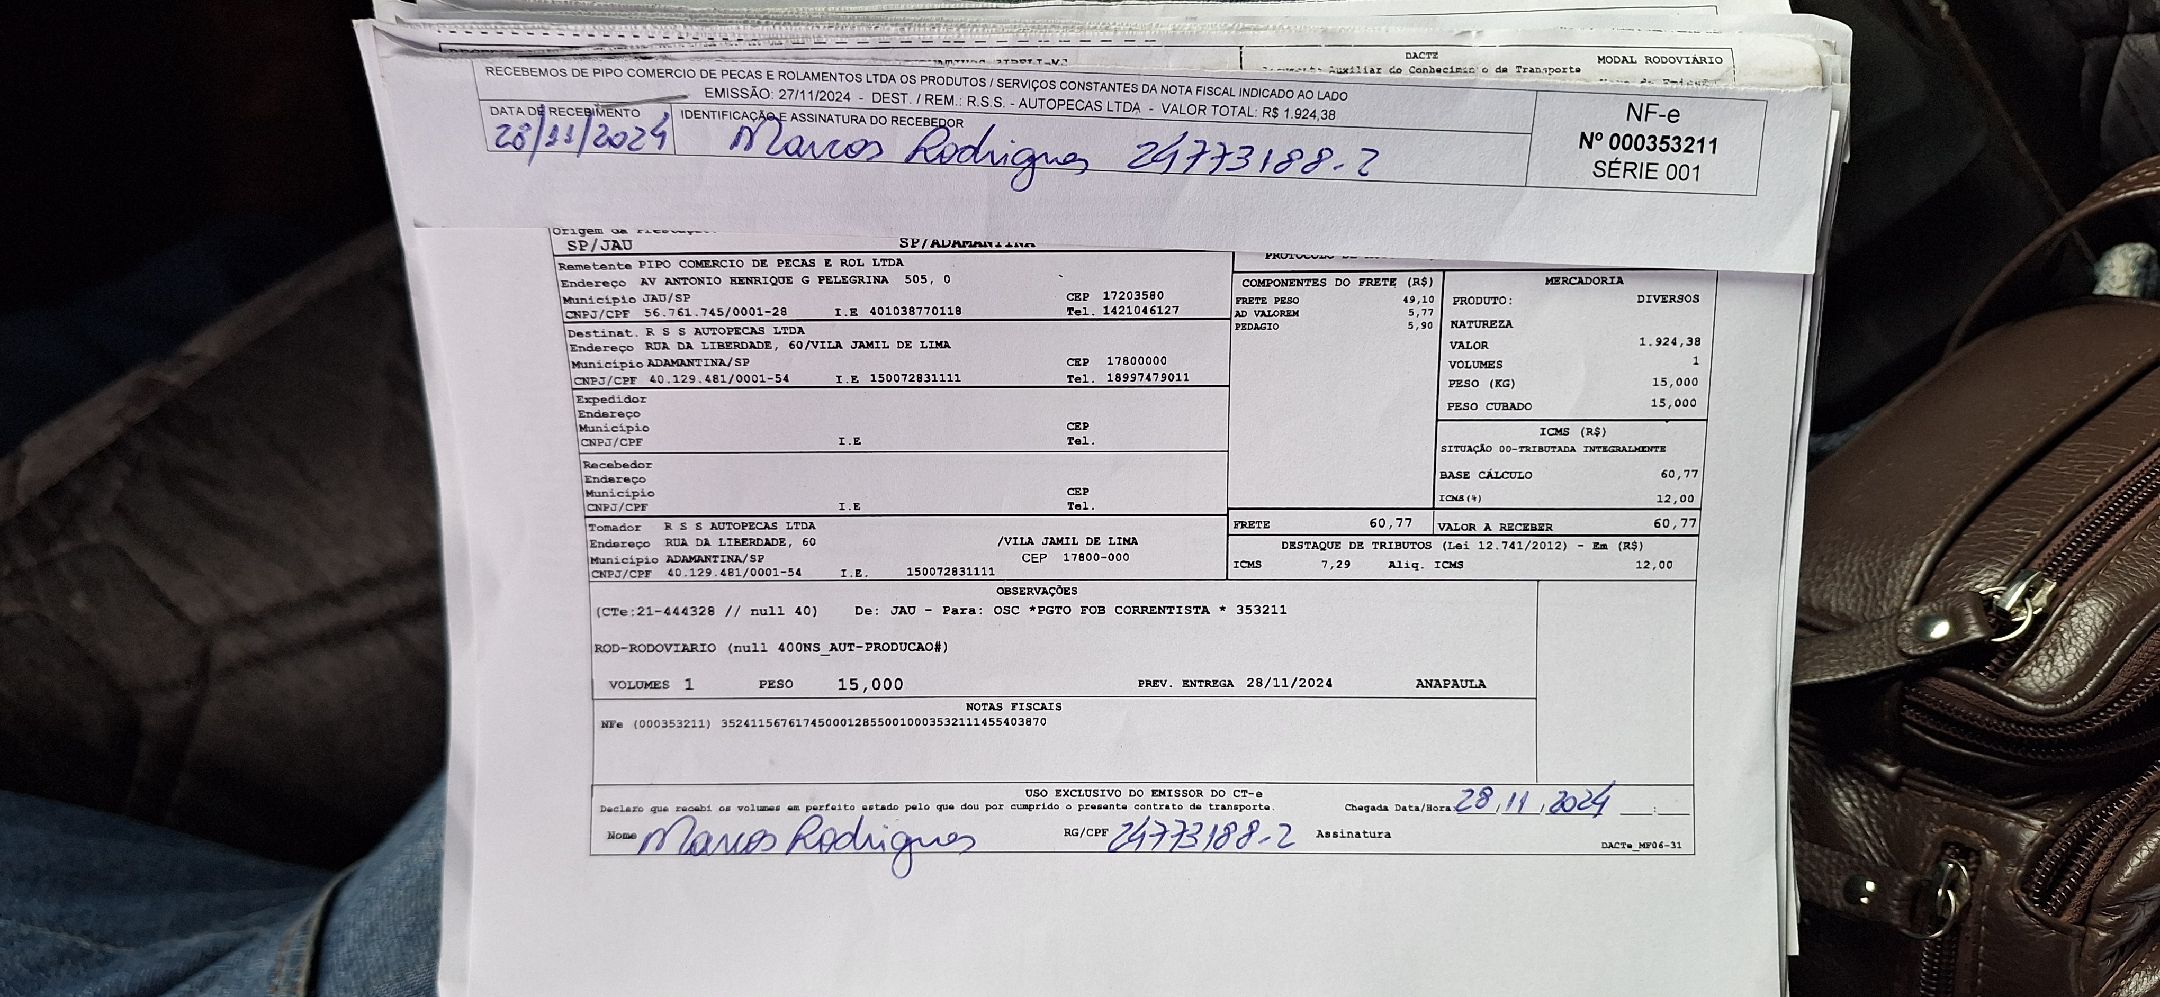 DACTE
MODAL RODOVIÁRIO
Auxiliar do Conhecimento de Transporte
RECEBEMOS DE PIPO COMERCIO DE PECAS E ROLAMENTOS LTDA OS PRODUTOS / SERVIÇOS CONSTANTES DA NOTA FISCAL INDICADO AO LADO
EMISSÃO: 27/11/2024 - DEST. / REM.: R.S.S. - AUTOPECAS LTDA - VALOR TOTAL: R$ 1.924,38
DATA DE RECEBIMENTO IDENTIFICAÇÃO E ASSINATURA DO RECEBEDOR
28/11/2024 Marcos Rodrigues 24773188-2
NF-e
Nº 000353211
SÉRIE 001
Origem da
SP/JAU SP/ADAMANTINA
Remetente PIPO COMERCIO DE PECAS E ROL LTDA
Endereço AV ANTONIO HENRIQUE G PELEGRINA 505, 0
Município JAU/SP CEP 17203580
CNPJ/CPF 56.761.745/0001-28 I.E 401038770118 Tel. 1421046127
Destinat. R S S AUTOPECAS LTDA
Endereço RUA DA LIBERDADE, 60/VILA JAMIL DE LIMA
Município ADAMANTINA/SP CEP 17800000
CNPJ/CPF 40.129.481/0001-54 I.E 150072831111 Tel. 18997479011
Expedidor
Endereço
Município CEP
CNPJ/CPF I.E Tel.
Recebedor
Endereço
Município CEP
CNPJ/CPF I.E Tel.
Tomador R S S AUTOPECAS LTDA
Endereço RUA DA LIBERDADE, 60 /VILA JAMIL DE LIMA
Município ADAMANTINA/SP CEP 17800-000
CNPJ/CPF 40.129.481/0001-54 I.E. 150072831111
COMPONENTES DO FRETE (R$)
FRETE PESO 49,10
AD VALOREM 5,77
PEDAGIO 5,90
MERCADORIA
PRODUTO: DIVERSOS
NATUREZA
VALOR 1.924,38
VOLUMES 1
PESO (KG) 15,000
PESO CUBADO 15,000
ICMS (R$)
SITUAÇÃO 00-TRIBUTADA INTEGRALMENTE
BASE CÁLCULO 60,77
ICMS(%) 12,00
FRETE 60,77 VALOR A RECEBER 60,77
DESTAQUE DE TRIBUTOS (Lei 12.741/2012) - Em (R$)
ICMS 7,29 Aliq. ICMS 12,00
OBSERVAÇÕES
(CTe:21-444328 // null 40) De: JAU - Para: OSC *PGTO FOB CORRENTISTA * 353211
ROD-RODOVIARIO (null 400NS_AUT-PRODUCAO#)
VOLUMES 1 PESO 15,000 PREV. ENTREGA 28/11/2024 ANAPAULA
NOTAS FISCAIS
NFe (000353211) 35241156761745000128550010003532111455403870
USO EXCLUSIVO DO EMISSOR DO CT-e
Declaro que recebi os volumes em perfeito estado pelo que dou por cumprido o presente contrato de transporte. Chegada Data/Hora 28,11,2024 __:__
Nome Marcos Rodrigues RG/CPF 24773188-2 Assinatura
DACTe_MF06-31